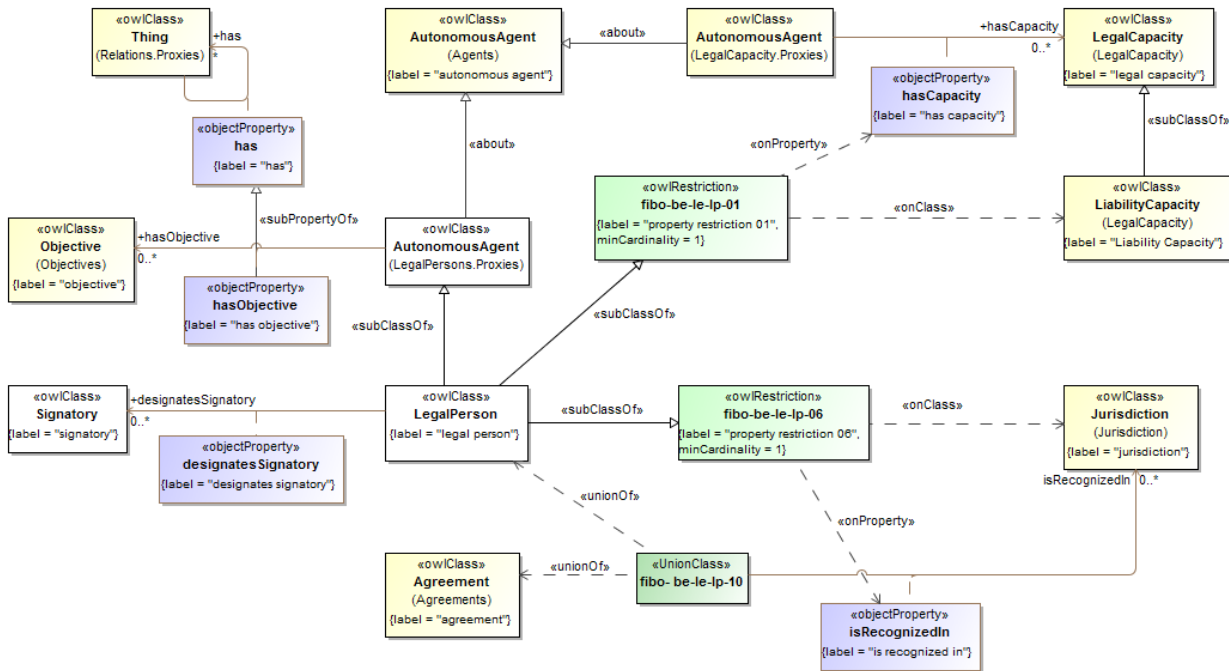 «owlClass»
Thing
(Relations.Proxies)
+has
*
«owlClass»
AutonomousAgent
(Agents)
{label = "autonomous agent"}
«about»
«owlClass»
AutonomousAgent
(LegalCapacity.Proxies)
+hasCapacity
0..*
«owlClass»
LegalCapacity
(LegalCapacity)
{label = "legal capacity"}
«objectProperty»
hasCapacity
{label = "has capacity"}
«objectProperty»
has
{label = "has"}
«about»
«onProperty»
«subClassOf»
«subPropertyOf»
«owlRestriction»
fibo-be-le-lp-01
{label = "property restriction 01",
minCardinality = 1}
«onClass»
«owlClass»
LiabilityCapacity
(LegalCapacity)
{label = "Liability Capacity"}
«owlClass»
Objective
(Objectives)
{label = "objective"}
+hasObjective
0..*
«owlClass»
AutonomousAgent
(LegalPersons.Proxies)
«objectProperty»
hasObjective
{label = "has objective"}
«subClassOf»
«subClassOf»
«owlClass»
Signatory
{label = "signatory"}
+designatesSignatory
0..*
«objectProperty»
designatesSignatory
{label = "designates signatory"}
«owlClass»
LegalPerson
{label = "legal person"}
«subClassOf»
«owlRestriction»
fibo-be-le-lp-06
{label = "property restriction 06",
minCardinality = 1}
«onClass»
«owlClass»
Jurisdiction
(Jurisdiction)
{label = "jurisdiction"}
isRecognizedIn
0..*
«unionOf»
«onProperty»
«owlClass»
Agreement
(Agreements)
{label = "agreement"}
«unionOf»
«UnionClass»
fibo- be-le-lp-10
«objectProperty»
isRecognizedIn
{label = "is recognized in"}